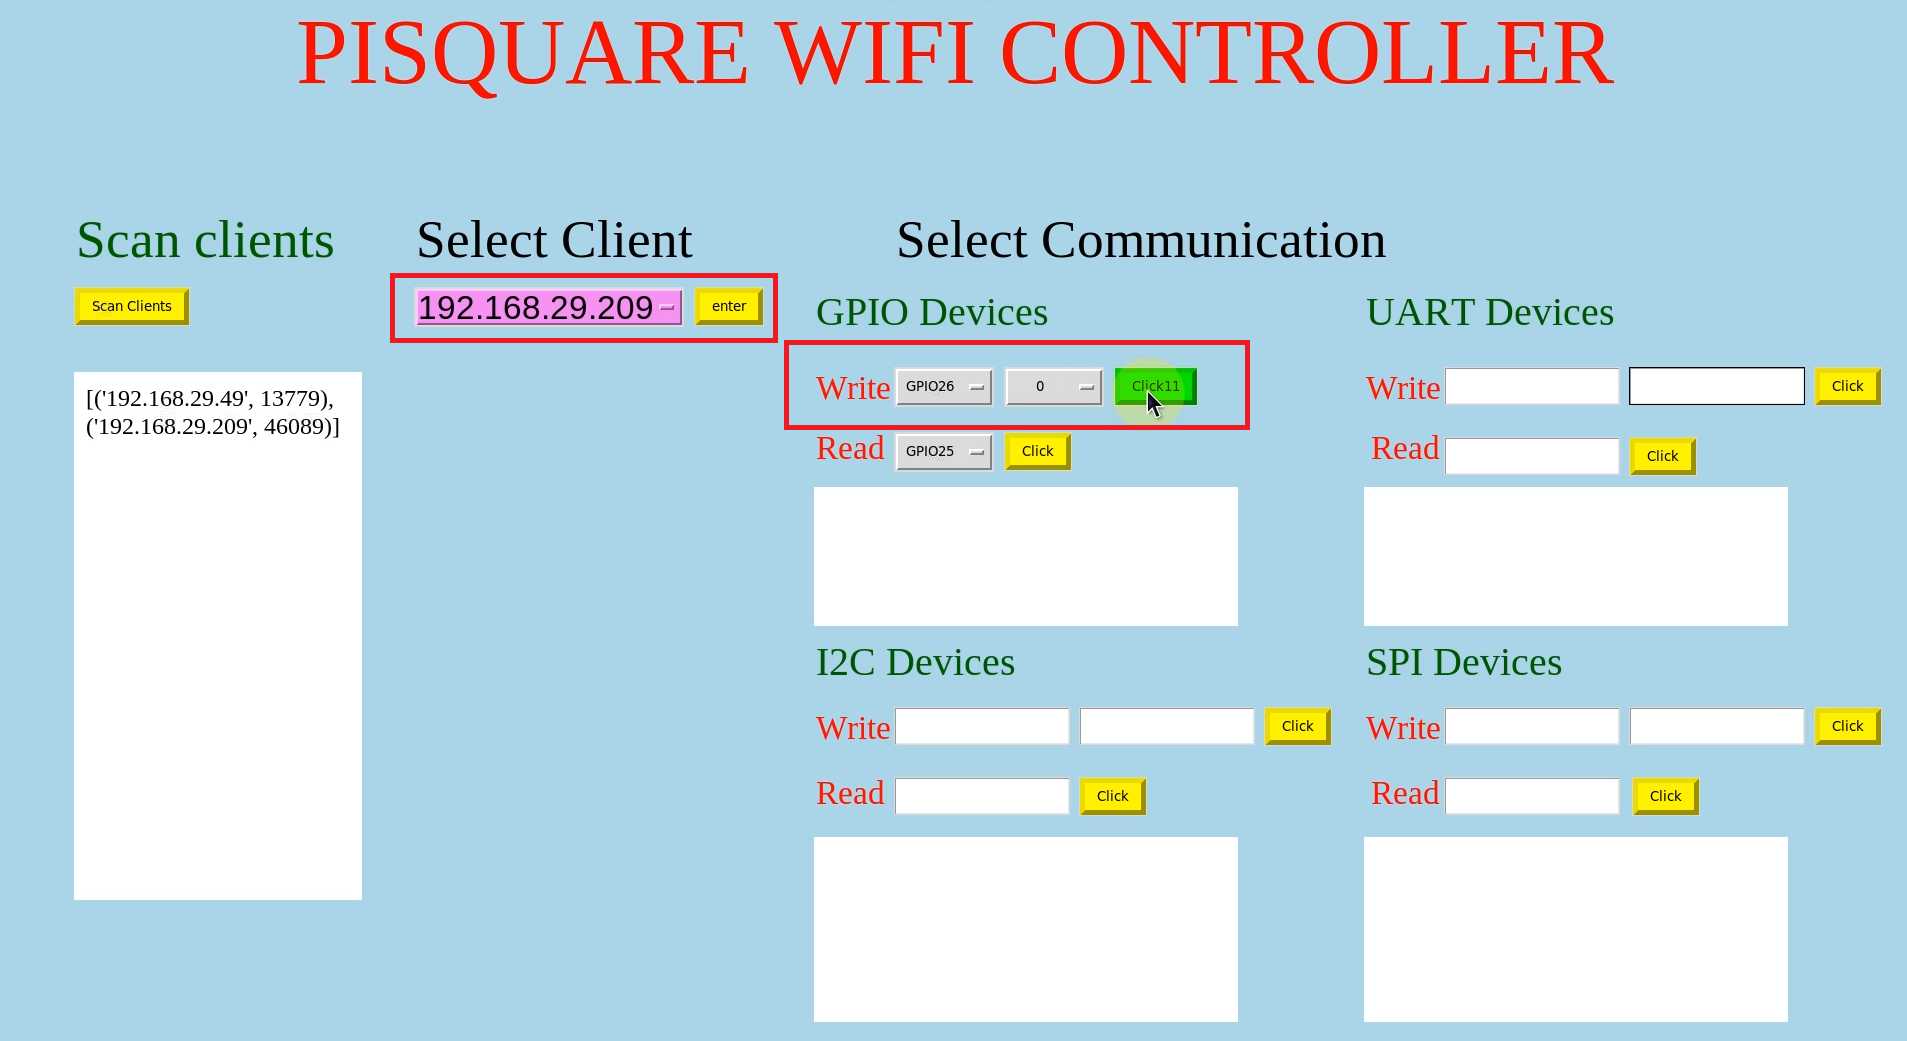 PISQUARE WIFI CONTROLLER
Scan clients
Select Client
Select Communication
Scan Clients
192.168.29.209
enter
GPIO Devices
UART Devices
[('192.168.29.49', 13779),
('192.168.29.209', 46089)]
Write GPIO26 0 Click11
Write Click
Read GPIO25 Click
Read Click
I2C Devices
SPI Devices
Write Click
Write Click
Read Click
Read Click